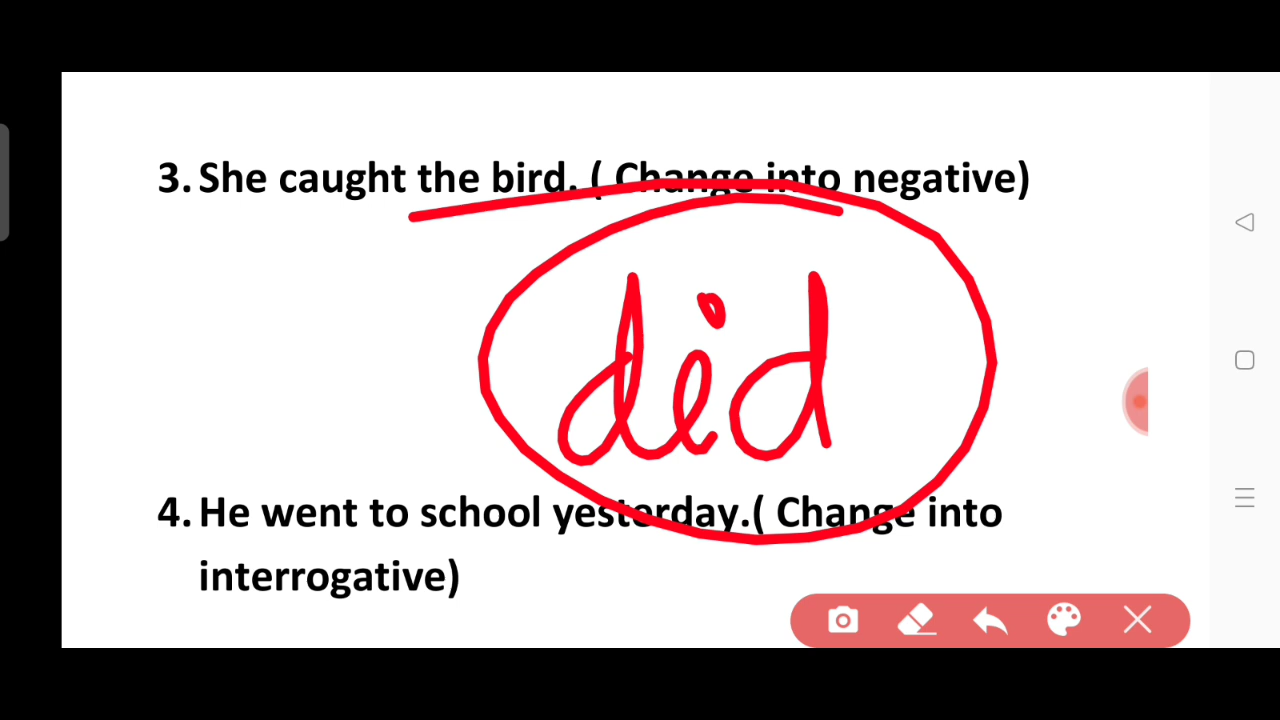 3. She caught the bird. ( Change into negative)
did
4. He went to school yesterday.( Change into
interrogative)